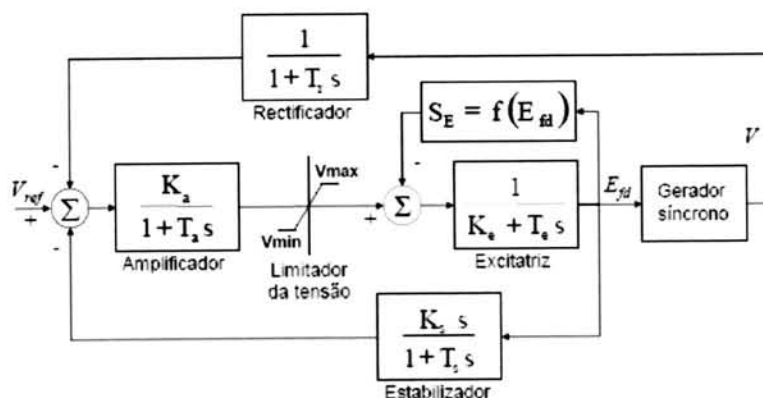 1
1 + T_r s
Rectificador
S_E = f(E_fd)
V
V_ref
+
-
-
Σ
K_a
1 + T_a s
Amplificador
Vmax
Vmin
Limitador
da tensão
-
+
Σ
1
K_e + T_e s
Excitatriz
E_fd
Gerador
síncrono
K_s s
1 + T_s s
Estabilizador